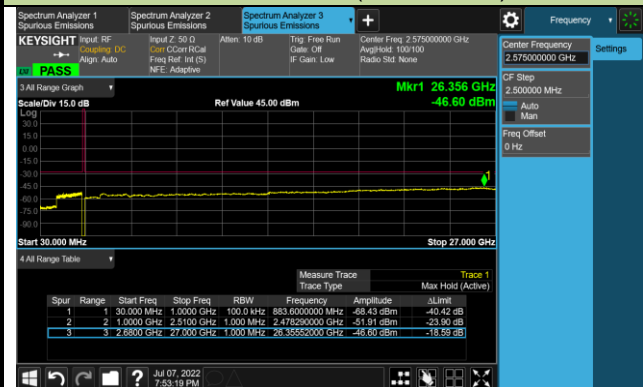 Spectrum Analyzer 1
Spurious Emissions
Spectrum Analyzer 2
Spurious Emissions
Spectrum Analyzer 3
Spurious Emissions
Frequency
KEYSIGHT
Input: RF
Coupling: DC
Align: Auto
Input Z: 50 Ω
Corr CCorr RCal
Freq Ref: Int (S)
NFE: Adaptive
Atten: 10 dB
Trig: Free Run
Gate: Off
IF Gain: Low
Center Freq: 2.575000000 GHz
Avg|Hold: 100/100
Radio Std: None
PASS
Center Frequency
2.575000000 GHz
Settings
CF Step
2.500000 MHz
Auto
Man
Freq Offset
0 Hz
3 All Range Graph
Mkr1 26.356 GHz
Scale/Div 15.0 dB
Ref Value 45.00 dBm
-46.60 dBm
Log
30.0
15.0
0.00
-15.0
-30.0
-45.0
-60.0
-75.0
-90.0
1
Start 30.000 MHz
Stop 27.000 GHz
4 All Range Table
Measure Trace Trace 1
Trace Type Max Hold (Active)
Spur Range Start Freq Stop Freq RBW Frequency Amplitude ΔLimit
1 1 30.000 MHz 1.0000 GHz 100.0 kHz 883.6000000 MHz -68.43 dBm -40.42 dB
2 2 1.0000 GHz 2.5100 GHz 1.000 MHz 2.478290000 GHz -51.91 dBm -23.90 dB
3 3 2.6800 GHz 27.000 GHz 1.000 MHz 26.35552000 GHz -46.60 dBm -18.59 dB
Jul 07, 2022
7:53:19 PM